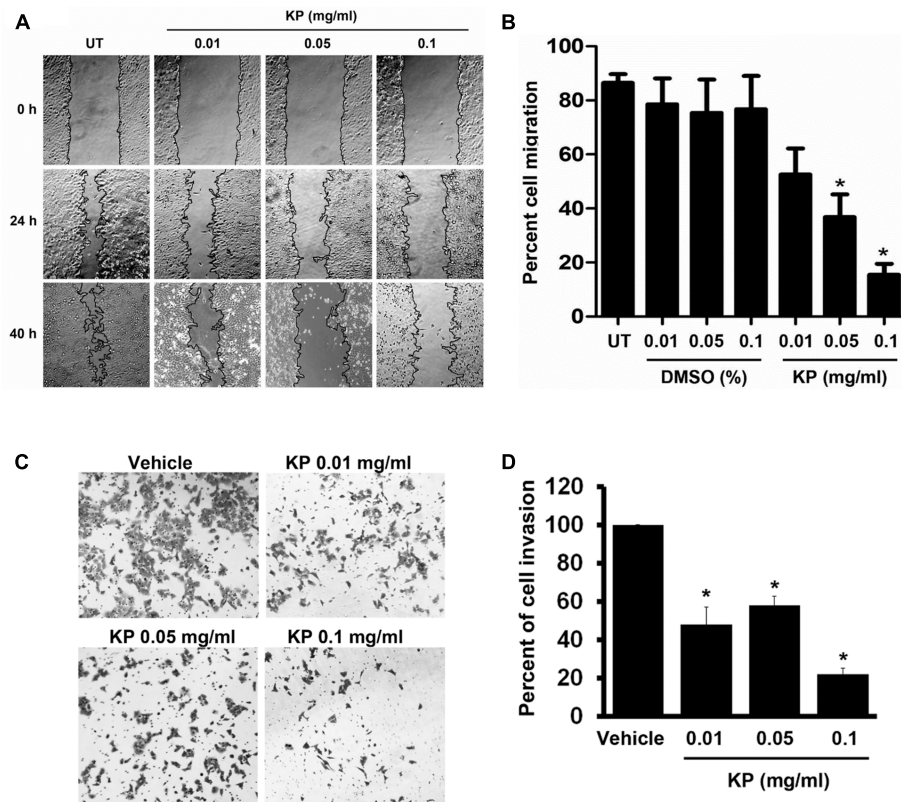 A
KP (mg/ml)
UT
0.01
0.05
0.1
0 h
24 h
40 h
B
Percent cell migration
100
80
60
40
20
0
*
*
UT
0.01
0.05
0.1
0.01
0.05
0.1
DMSO (%)
KP (mg/ml)
C
Vehicle
KP 0.01 mg/ml
KP 0.05 mg/ml
KP 0.1 mg/ml
D
Percent of cell invasion
120
100
80
60
40
20
0
*
*
*
Vehicle
0.01
0.05
0.1
KP (mg/ml)